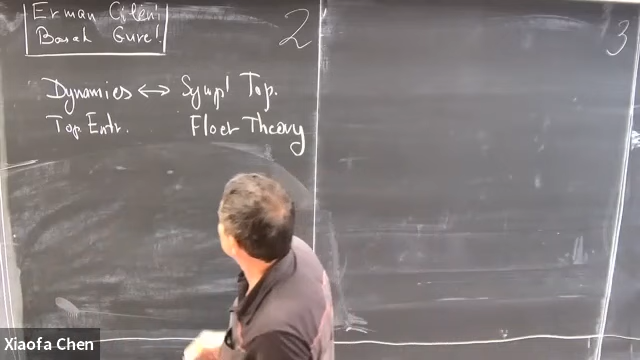 Erman Çineli
Başak Gürel
2
3
Dynamics ↔ Sympl Top.
Top. Entr. Floer Theory
Xiaofa Chen